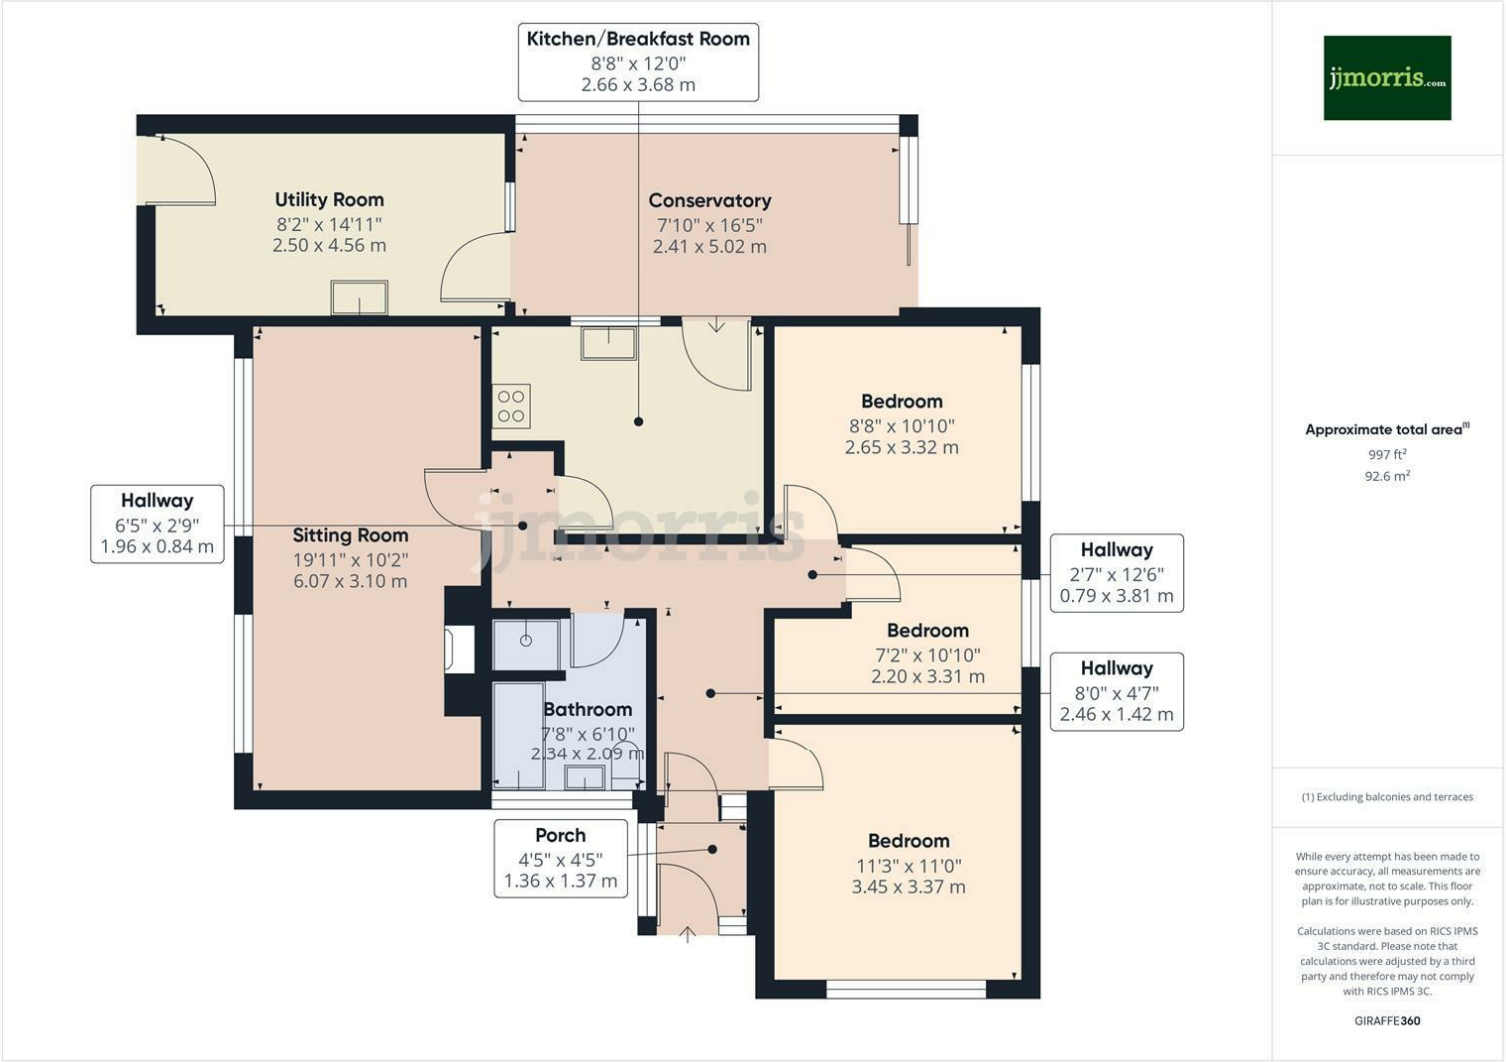 Kitchen/Breakfast Room
8'8" x 12'0"
2.66 x 3.68 m
jjmorris.com
Utility Room
8'2" x 14'11"
2.50 x 4.56 m
Conservatory
7'10" x 16'5"
2.41 x 5.02 m
Bedroom
8'8" x 10'10"
2.65 x 3.32 m
Approximate total area(1)
997 ft²
92.6 m²
Hallway
6'5" x 2'9"
1.96 x 0.84 m
Sitting Room
19'11" x 10'2"
6.07 x 3.10 m
jjmorris
Hallway
2'7" x 12'6"
0.79 x 3.81 m
Bedroom
7'2" x 10'10"
2.20 x 3.31 m
Hallway
8'0" x 4'7"
2.46 x 1.42 m
Bathroom
7'8" x 6'10"
2.34 x 2.09 m
Porch
4'5" x 4'5"
1.36 x 1.37 m
Bedroom
11'3" x 11'0"
3.45 x 3.37 m
(1) Excluding balconies and terraces
While every attempt has been made to
ensure accuracy, all measurements are
approximate, not to scale. This floor
plan is for illustrative purposes only.
Calculations were based on RICS IPMS
3C standard. Please note that
calculations were adjusted by a third
party and therefore may not comply
with RICS IPMS 3C.
GIRAFFE360